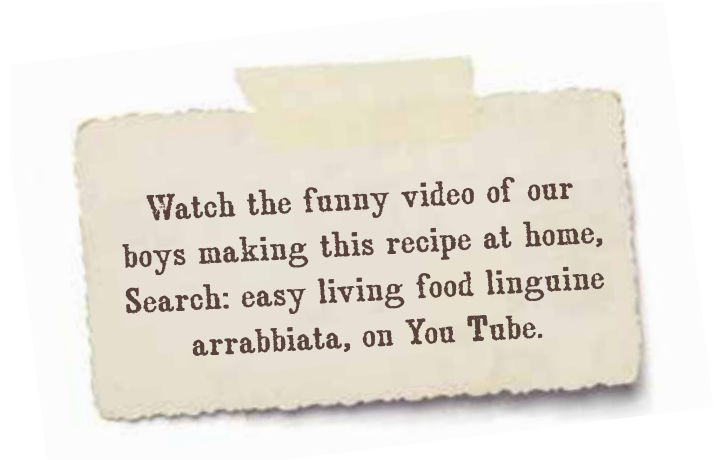 Watch the funny video of our
boys making this recipe at home,
Search: easy living food linguine
arrabbiata, on You Tube.